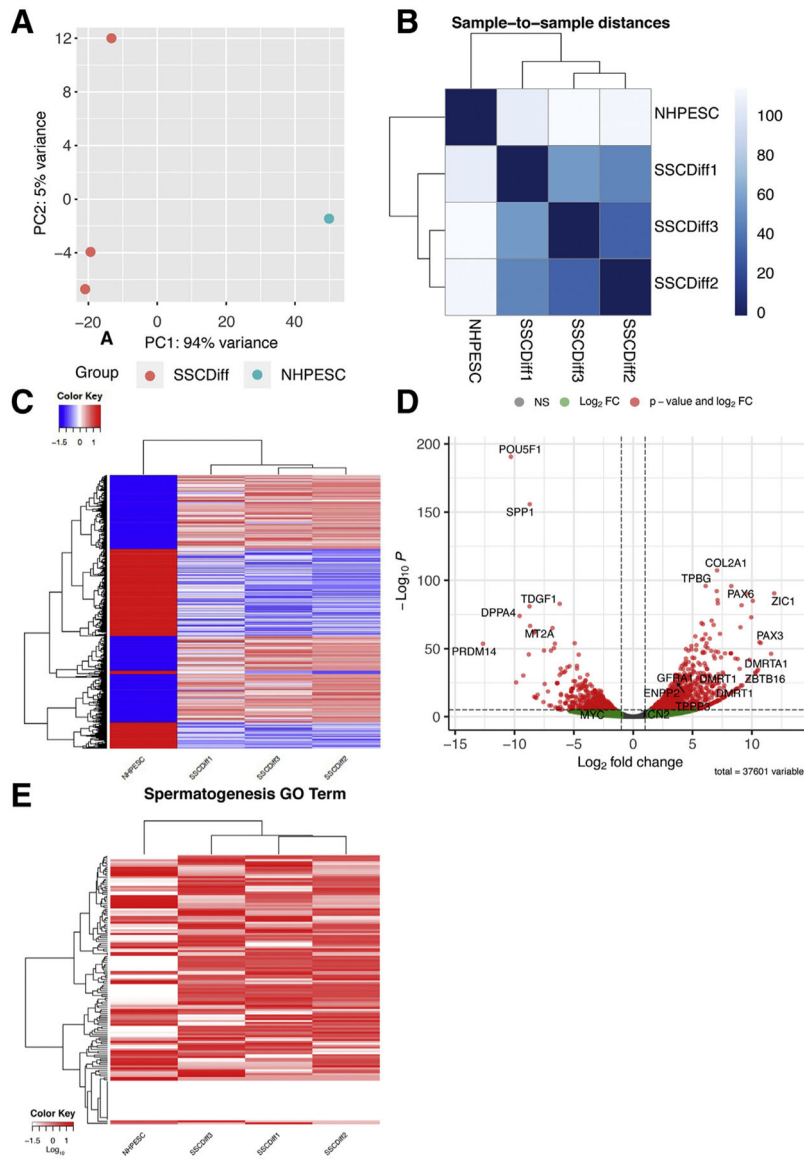 A
12
8
4
0
−4
PC2: 5% variance
−20
0
20
40
A
PC1: 94% variance
Group
SSCDiff
NHPESC
B
Sample−to−sample distances
NHPESC
SSCDiff1
SSCDiff3
SSCDiff2
NHPESC
SSCDiff1
SSCDiff3
SSCDiff2
100
80
60
40
20
0
C
Color Key
−1.5
1
NHPESC
SSCDiff1
SSCDiff3
SSCDiff2
D
NS
Log2 FC
p − value and log2 FC
200
150
100
50
0
− Log10 P
POU5F1
SPP1
COL2A1
TPBG
TDGF1
PAX6
ZIC1
DPPA4
MT2A
PRDM14
PAX3
DMRTA1
GFRA1
DMRT1
ZBTB16
ENPP2
DMRT1
TPPP3
MYC
TCN2
−15
−10
−5
0
5
10
Log2 fold change
total = 37601 variable
E
Spermatogenesis GO Term
Color Key
−1.5
0
1
Log10
NHPESC
SSCDiff3
SSCDiff1
SSCDiff2